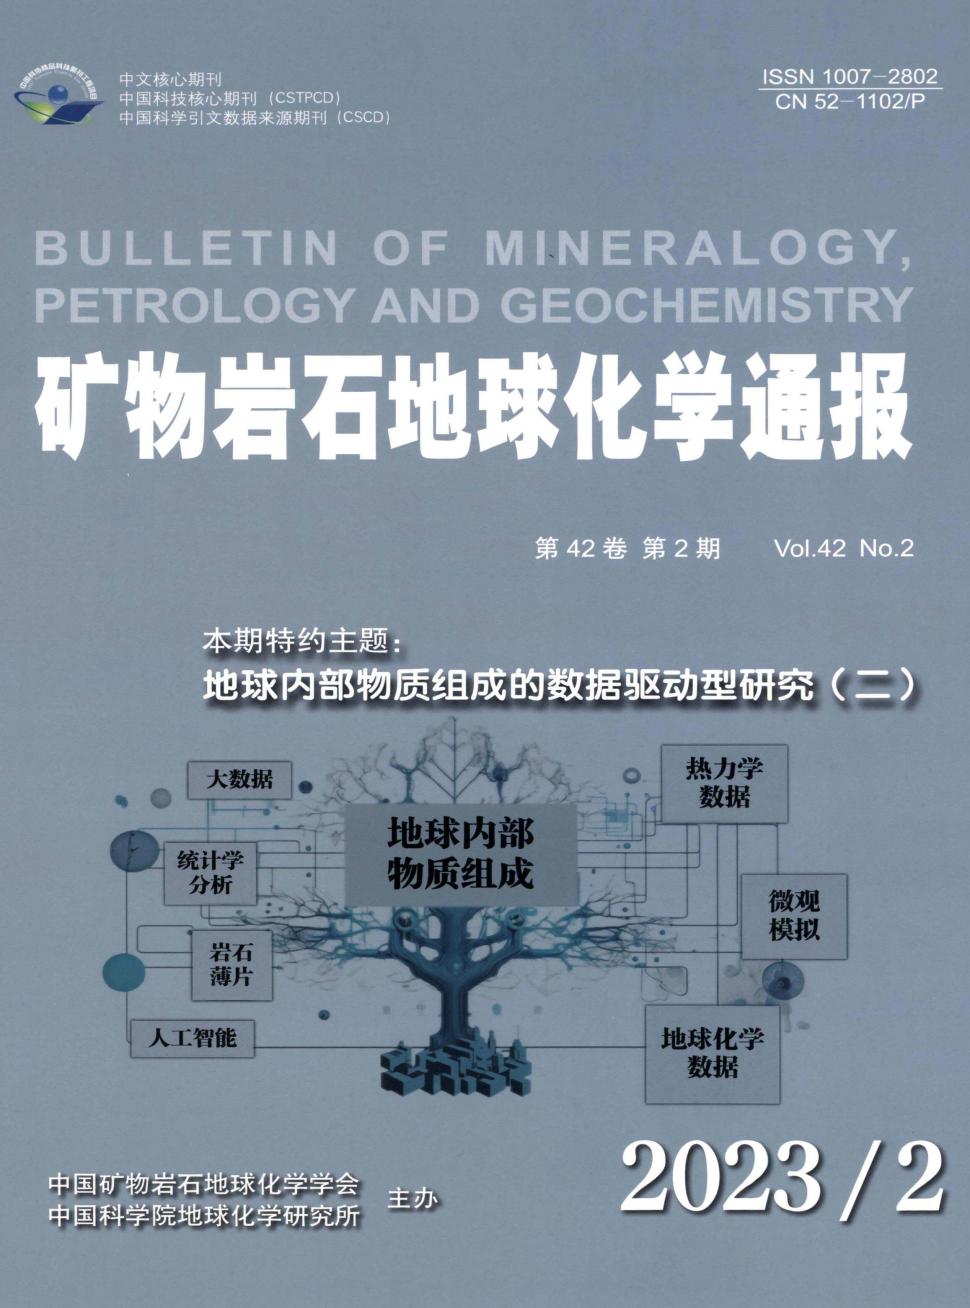 中文核心期刊
中国科技核心期刊（CSTPCD）
中国科学引文数据来源期刊（CSCD）
ISSN 1007-2802
CN 52-1102/P
BULLETIN OF MINERALOGY,
PETROLOGY AND GEOCHEMISTRY
矿物岩石地球化学通报
第 42 卷 第 2 期 Vol.42 No.2
本期特约主题：
地球内部物质组成的数据驱动型研究（二）
大数据
热力学
数据
地球内部
物质组成
统计学
分析
微观
模拟
岩石
薄片
人工智能
地球化学
数据
中国矿物岩石地球化学学会
中国科学院地球化学研究所
主办
2023/2